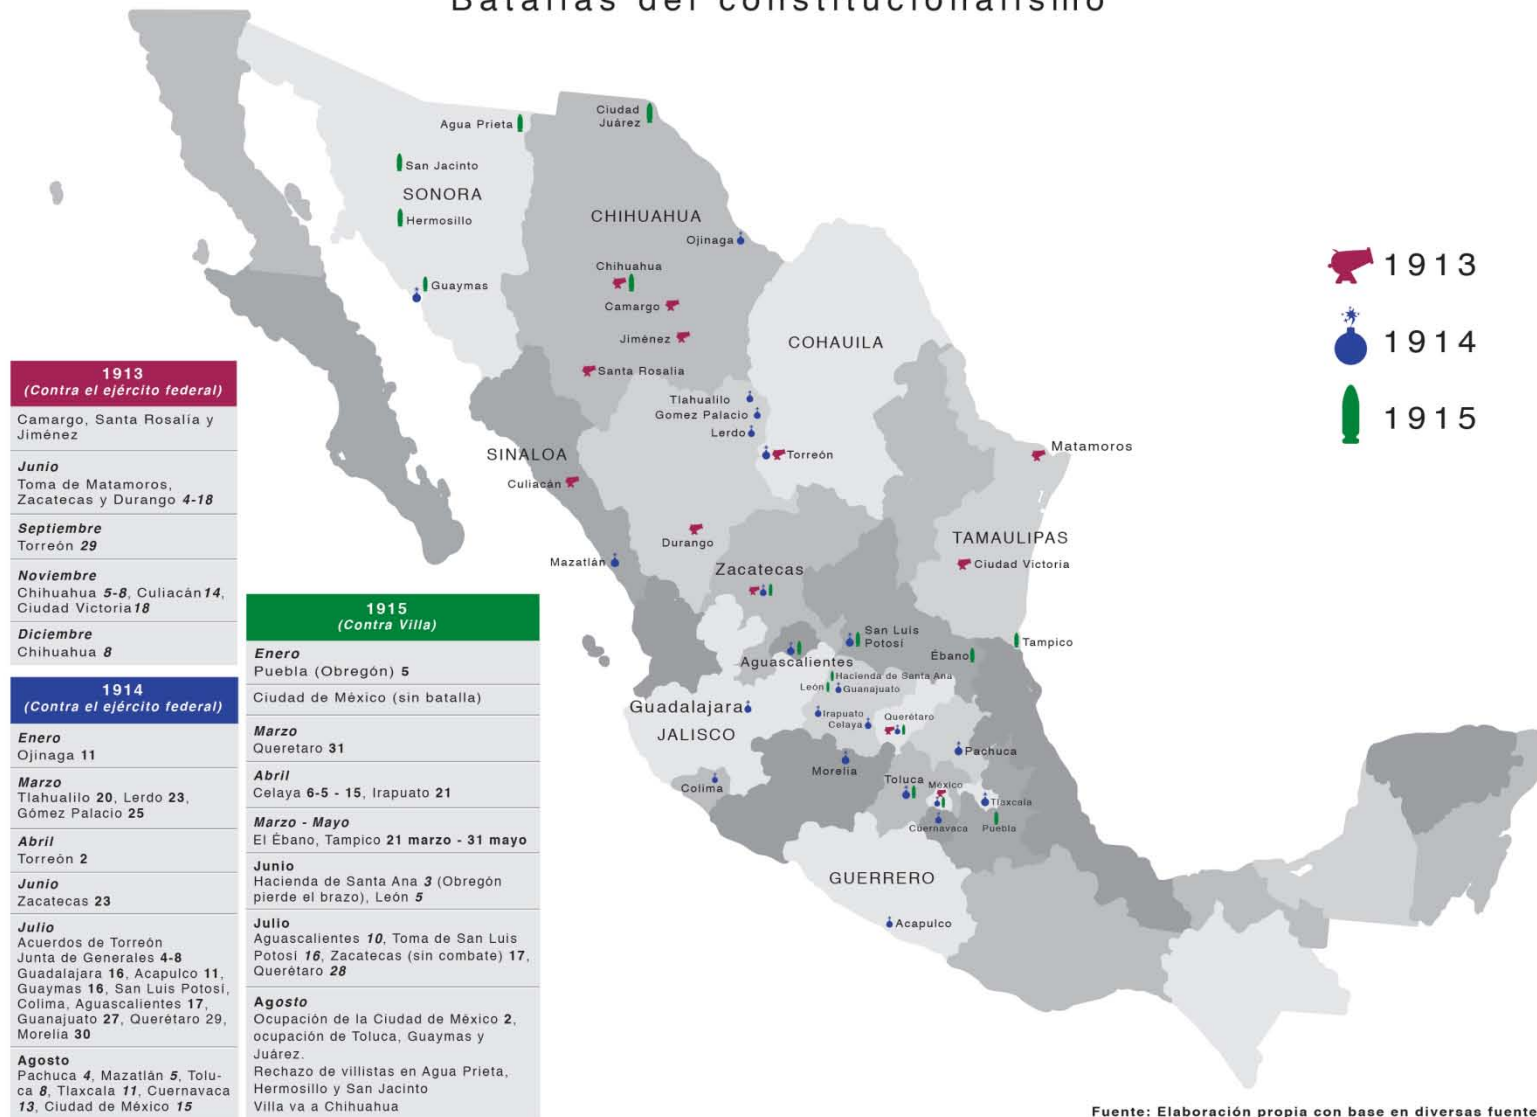 Batallas del constitucionalismo
Agua Prieta
Ciudad
Juárez
San Jacinto
SONORA
Hermosillo
CHIHUAHUA
Ojinaga
Chihuahua
Guaymas
Camargo
Jiménez
COHAUILA
Santa Rosalia
Tlahualilo
Gomez Palacio
Lerdo
SINALOA
Torreón
Matamoros
Culiacán
Durango
TAMAULIPAS
Mazatlán
Ciudad Victoria
Zacatecas
San Luis
Potosí
Tampico
Aguascalientes
Ébano
Hacienda de Santa Ana
León
Guanajuato
Guadalajara
Irapuato
Celaya
Querétaro
JALISCO
Pachuca
Morelia
Colima
Toluca
México
Tlaxcala
Cuernavaca
Puebla
GUERRERO
Acapulco
1913
1914
1915
1913
(Contra el ejército federal)
Camargo, Santa Rosalía y
Jiménez
Junio
Toma de Matamoros,
Zacatecas y Durango 4-18
Septiembre
Torreón 29
Noviembre
Chihuahua 5-8, Culiacán14,
Ciudad Victoria18
Diciembre
Chihuahua 8
1914
(Contra el ejército federal)
Enero
Ojinaga 11
Marzo
Tlahualilo 20, Lerdo 23,
Gómez Palacio 25
Abril
Torreón 2
Junio
Zacatecas 23
Julio
Acuerdos de Torreón
Junta de Generales 4-8
Guadalajara 16, Acapulco 11,
Guaymas 16, San Luis Potosí,
Colima, Aguascalientes 17,
Guanajuato 27, Querétaro 29,
Morelia 30
Agosto
Pachuca 4, Mazatlán 5, Tolu-
ca 8, Tlaxcala 11, Cuernavaca
13, Ciudad de México 15
1915
(Contra Villa)
Enero
Puebla (Obregón) 5
Ciudad de México (sin batalla)
Marzo
Queretaro 31
Abril
Celaya 6-5 - 15, Irapuato 21
Marzo - Mayo
El Ébano, Tampico 21 marzo - 31 mayo
Junio
Hacienda de Santa Ana 3 (Obregón
pierde el brazo), León 5
Julio
Aguascalientes 10, Toma de San Luis
Potosí 16, Zacatecas (sin combate) 17,
Querétaro 28
Agosto
Ocupación de la Ciudad de México 2,
ocupación de Toluca, Guaymas y
Juárez.
Rechazo de villistas en Agua Prieta,
Hermosillo y San Jacinto
Villa va a Chihuahua
Fuente: Elaboración propia con base en diversas fuente